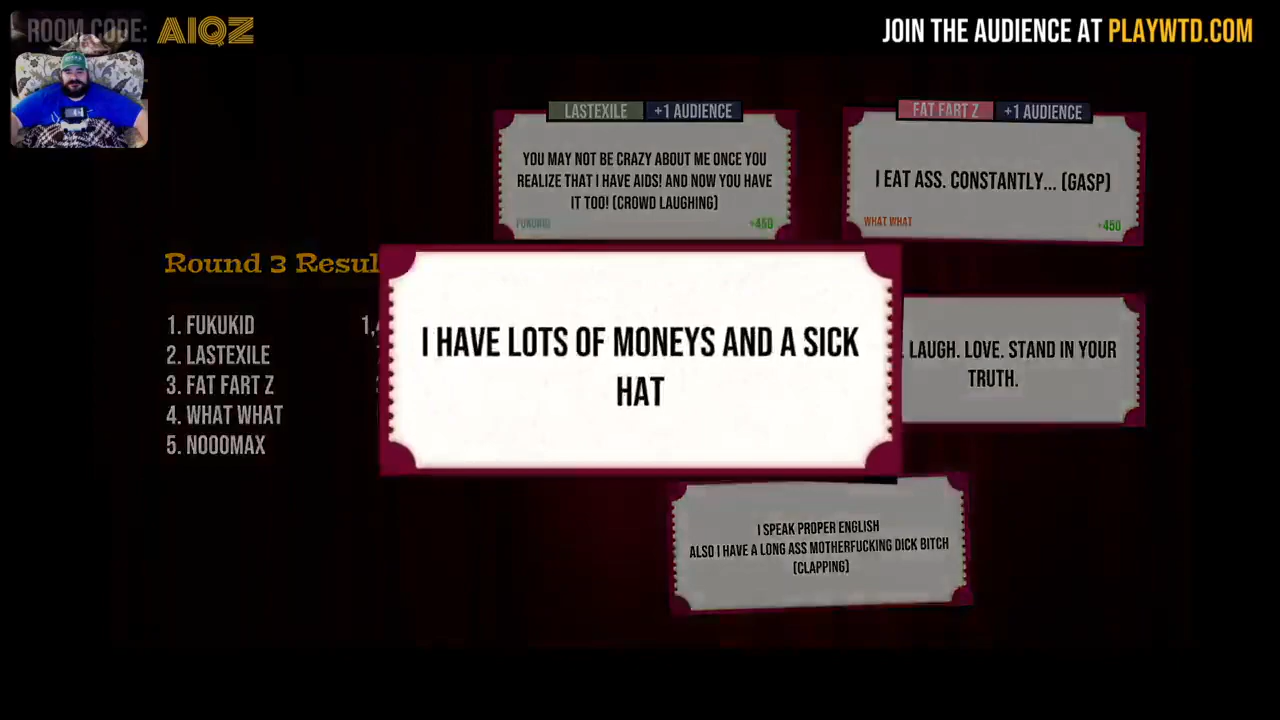 ROOM CODE: AIQZ
JOIN THE AUDIENCE AT PLAYWTD.COM
LASTEXILE +1 AUDIENCE
YOU MAY NOT BE CRAZY ABOUT ME ONCE YOU
REALIZE THAT I HAVE AIDS! AND NOW YOU HAVE
IT TOO! (CROWD LAUGHING)
FUKUKID +450
FAT FART Z +1 AUDIENCE
I EAT ASS. CONSTANTLY... (GASP)
WHAT WHAT +450
Round 3 Resul
1. FUKUKID 1,
2. LASTEXILE
3. FAT FART Z
4. WHAT WHAT
5. NOOOMAX
I HAVE LOTS OF MONEYS AND A SICK
HAT
LAUGH. LOVE. STAND IN YOUR
TRUTH.
I SPEAK PROPER ENGLISH
ALSO I HAVE A LONG ASS MOTHERFUCKING DICK BITCH
(CLAPPING)